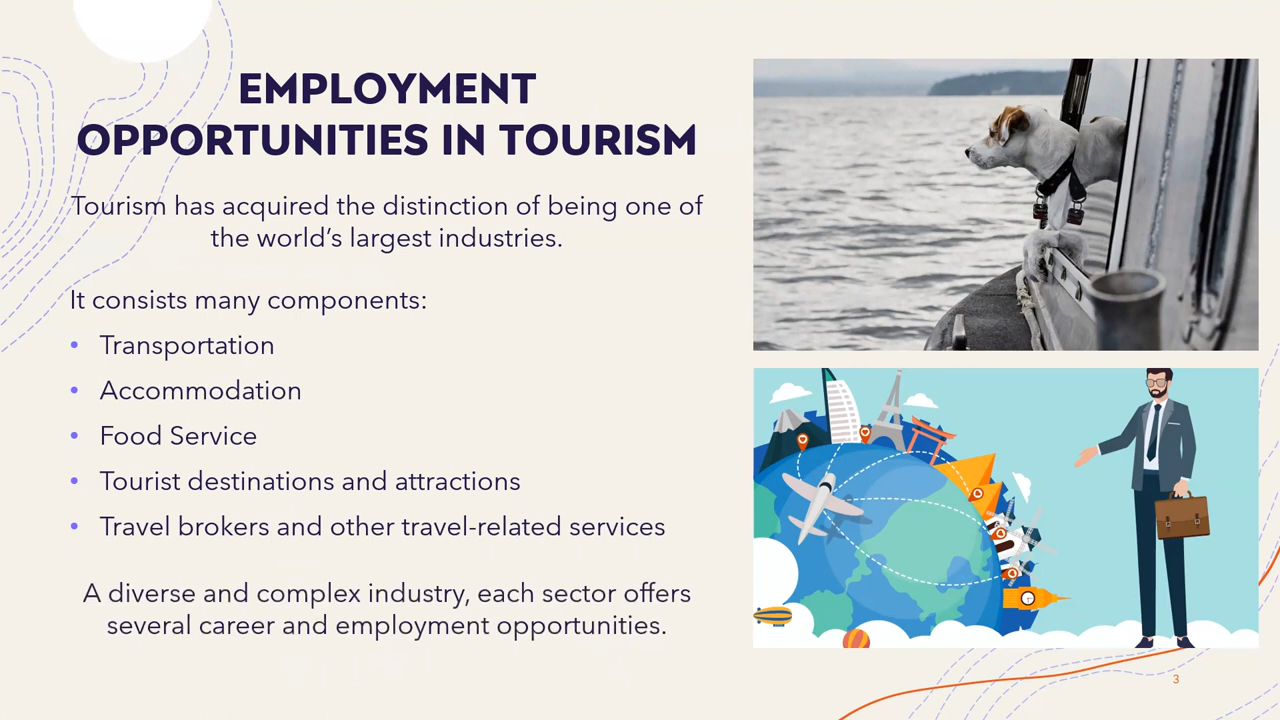 EMPLOYMENT
OPPORTUNITIES IN TOURISM
Tourism has acquired the distinction of being one of
the world's largest industries.
It consists many components:
• Transportation
• Accommodation
• Food Service
• Tourist destinations and attractions
• Travel brokers and other travel-related services
A diverse and complex industry, each sector offers
several career and employment opportunities.
3